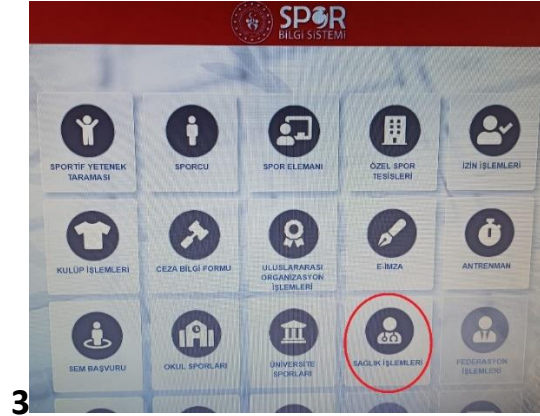 SPOR
BİLGİ SİSTEMİ
SPORTİF YETENEK
TARAMASI
SPORCU
SPOR ELEMANI
ÖZEL SPOR
TESİSLERİ
İZİN İŞLEMLERİ
KULÜP İŞLEMLERİ
CEZA BİLGİ FORMU
ULUSLARARASI
ORGANİZASYON
İŞLEMLERİ
E-İMZA
ANTRENMAN
SEM BAŞVURU
OKUL SPORLARI
ÜNİVERSİTE
SPORLARI
SAĞLIK İŞLEMLERİ
FEDERASYON
İŞLEMLERİ
3